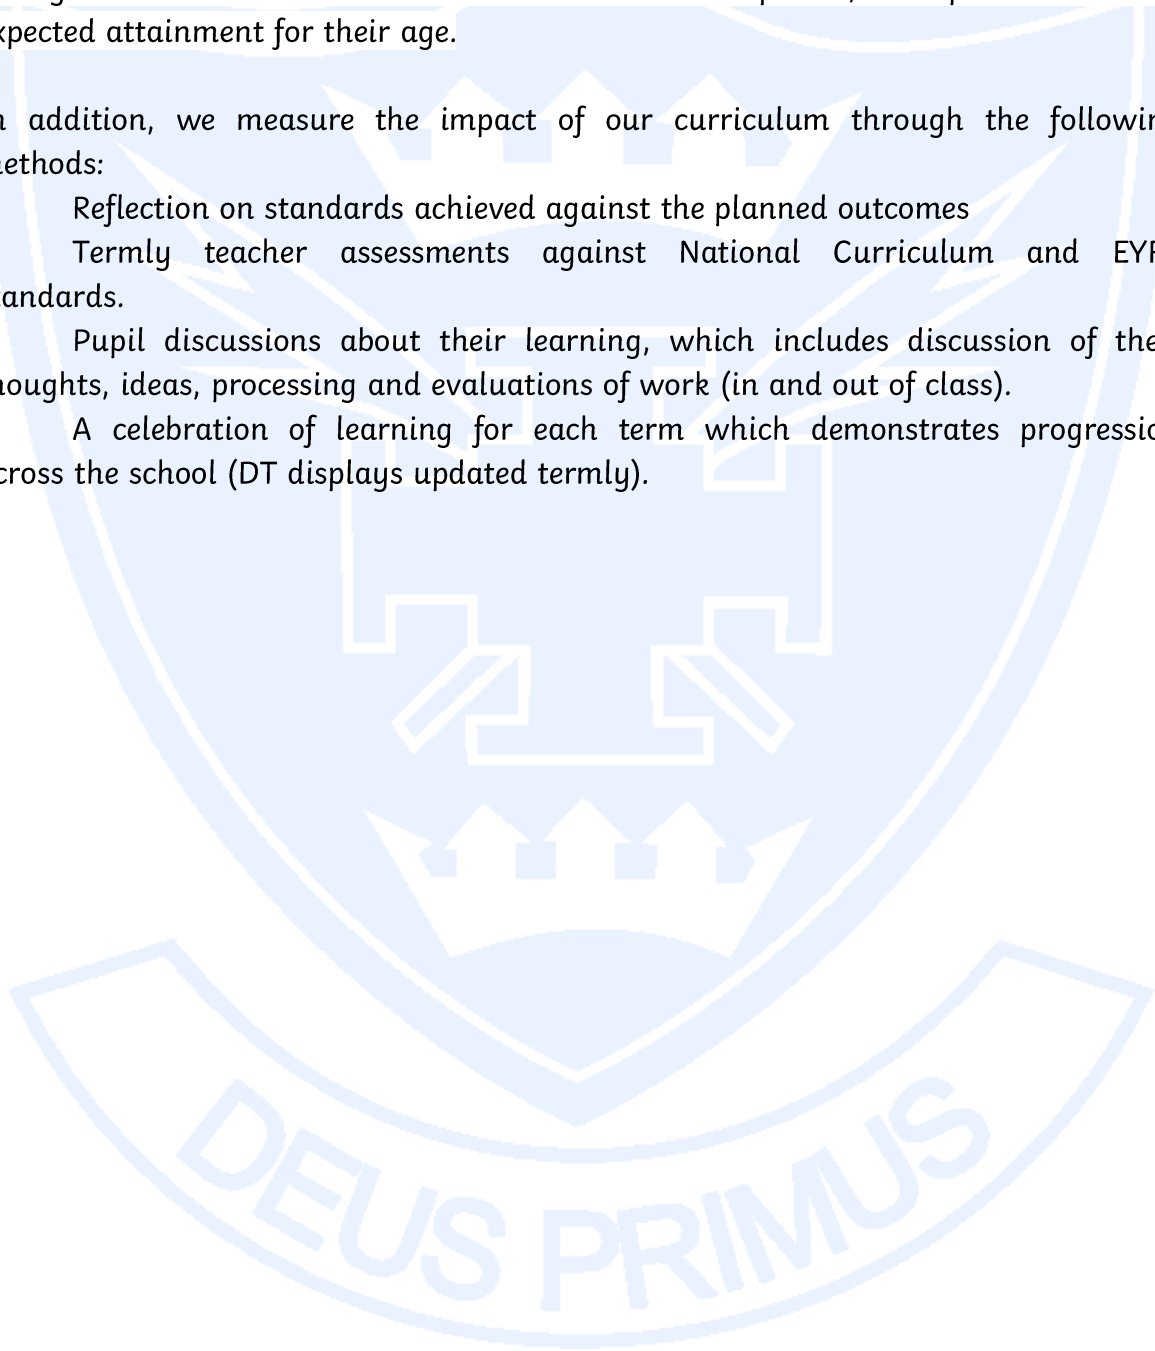 xpected attainment for their age.
n addition, we measure the impact of our curriculum through the followin
ethods:
Reflection on standards achieved against the planned outcomes
Termly teacher assessments against National Curriculum and EYF
tandards.
Pupil discussions about their learning, which includes discussion of the
houghts, ideas, processing and evaluations of work (in and out of class).
A celebration of learning for each term which demonstrates progressio
cross the school (DT displays updated termly).
DEUS PRIMUS